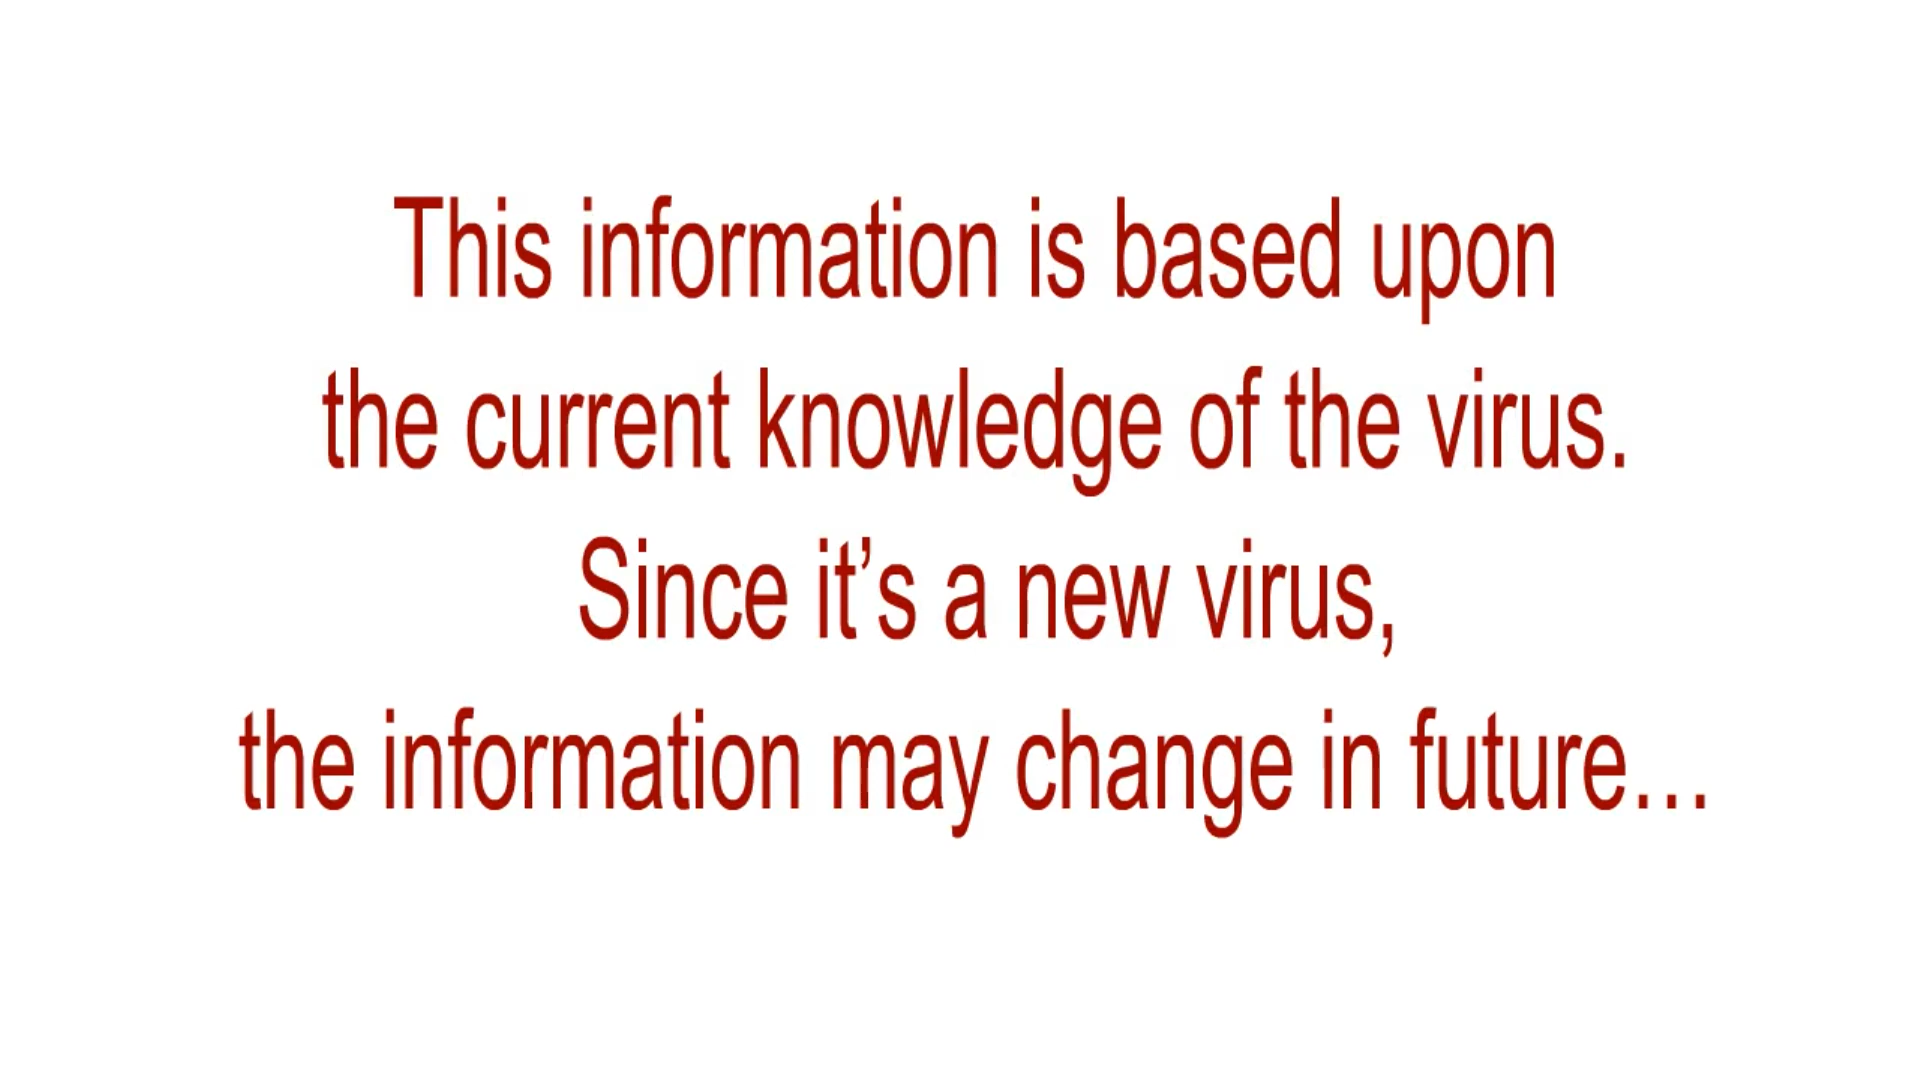 This information is based upon
the current knowledge of the virus.
Since it’s a new virus,
the information may change in future…